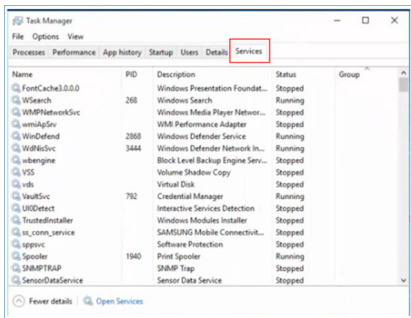 Task Manager
File Options View
Processes Performance App history Startup Users Details Services
Name PID Description Status Group
FontCache3.0.0.0 Windows Presentation Foundat... Stopped
WSearch 268 Windows Search Running
WMPNetworkSvc Windows Media Player Networ... Stopped
wmiApSrv WMI Performance Adapter Stopped
WinDefend 2868 Windows Defender Service Running
WdNisSvc 3444 Windows Defender Network In... Running
wbengine Block Level Backup Engine Serv... Stopped
VSS Volume Shadow Copy Stopped
vds Virtual Disk Stopped
VaultSvc 792 Credential Manager Running
UI0Detect Interactive Services Detection Stopped
TrustedInstaller Windows Modules Installer Stopped
ss_conn_service SAMSUNG Mobile Connectivit... Stopped
sppsvc Software Protection Stopped
Spooler 1940 Print Spooler Running
SNMPTRAP SNMP Trap Stopped
SensorDataService Sensor Data Service Stopped
Fewer details Open Services